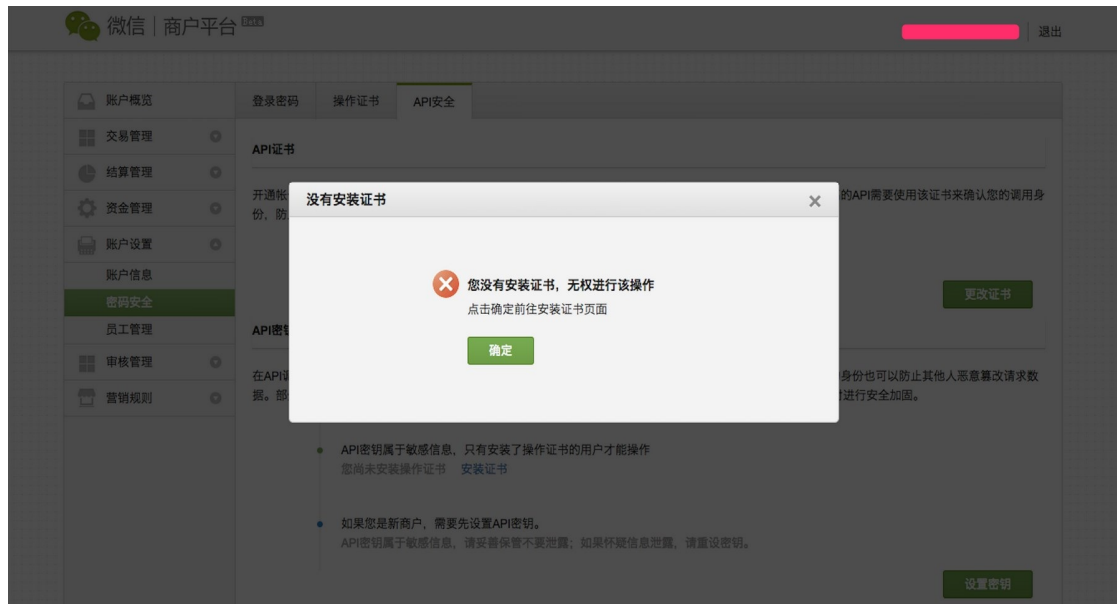 微信 | 商户平台 Beta
退出
账户概览
交易管理
结算管理
资金管理
账户设置
账户信息
密码安全
员工管理
审核管理
营销规则
登录密码 操作证书 API安全
API证书
开通帐
的API需要使用该证书来确认您的调用身
份，防
更改证书
没有安装证书 ×
您没有安装证书，无权进行该操作
点击确定前往安装证书页面
确定
API密
在API
身份也可以防止其他人恶意篡改请求数
据。部
进行安全加固。
API密钥属于敏感信息，只有安装了操作证书的用户才能操作
您尚未安装操作证书 安装证书
如果您是新商户，需要先设置API密钥。
API密钥属于敏感信息，请妥善保管不要泄露；如果怀疑信息泄露，请重设密钥。
设置密钥